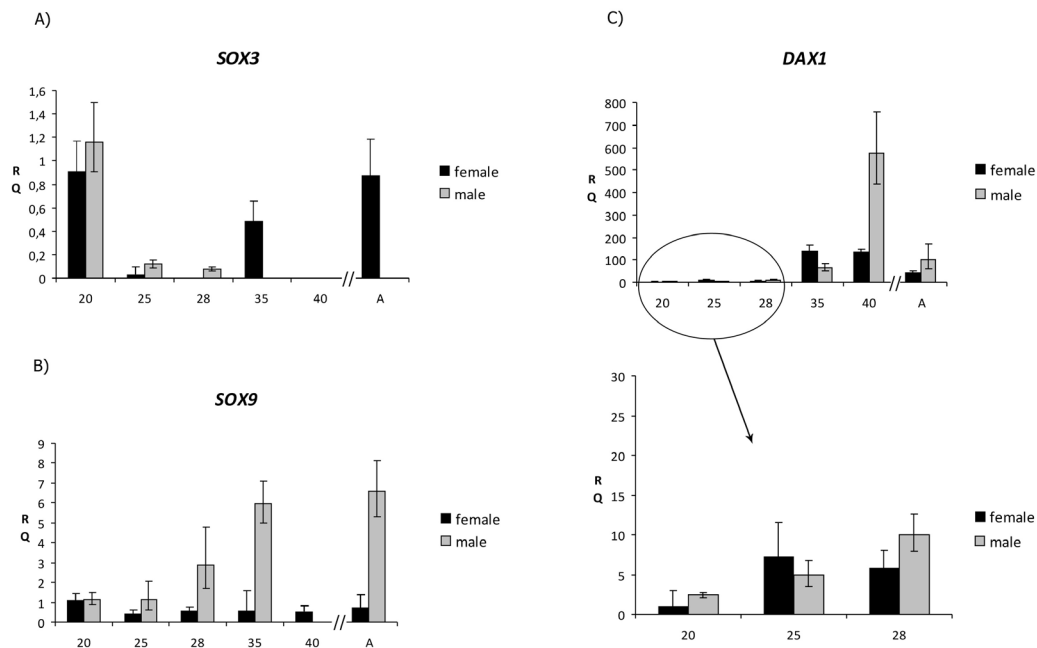 A)
SOX3
1,6
1,4
1,2
1
0,8
0,6
0,4
0,2
0
R
Q
20 25 28 35 40 // A
female
male
B)
SOX9
9
8
7
6
5
4
3
2
1
0
R
Q
20 25 28 35 40 // A
female
male
C)
DAX1
800
700
600
500
400
300
200
100
0
R
Q
20 25 28 35 40 // A
female
male
30
25
20
15
10
5
0
R
Q
20 25 28
female
male